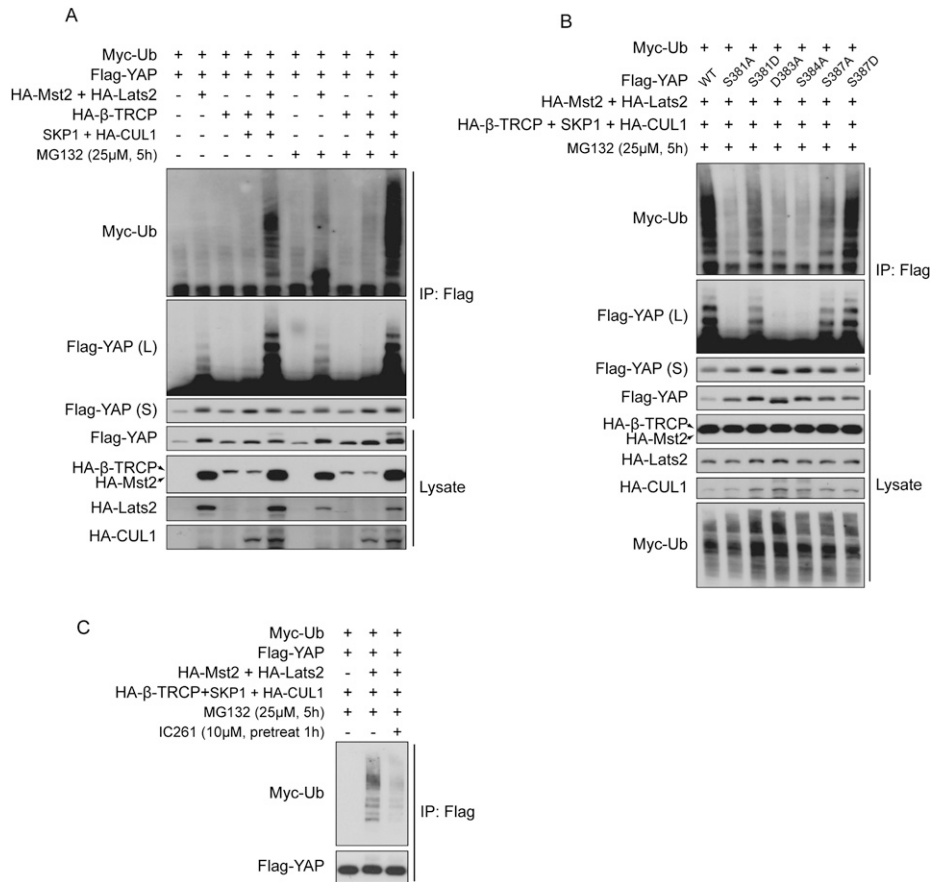 A
Myc-Ub + + + + + + + + + +
Flag-YAP + + + + + + + + + +
HA-Mst2 + HA-Lats2 - + - - + - + - - +
HA-β-TRCP - - + + + - - + + +
SKP1 + HA-CUL1 - - - + + - - - + +
MG132 (25μM, 5h) - - - - - + + + + +
Myc-Ub
IP: Flag
Flag-YAP (L)
Flag-YAP (S)
Flag-YAP
HA-β-TRCP
HA-Mst2
Lysate
HA-Lats2
HA-CUL1
B
Myc-Ub + + + + + + +
Flag-YAP WT S381A S381D D383A S384A S387A S387D
HA-Mst2 + HA-Lats2 + + + + + + +
HA-β-TRCP + SKP1 + HA-CUL1 + + + + + + +
MG132 (25μM, 5h) + + + + + + +
Myc-Ub
IP: Flag
Flag-YAP (L)
Flag-YAP (S)
Flag-YAP
HA-β-TRCP
HA-Mst2
HA-Lats2
Lysate
HA-CUL1
Myc-Ub
C
Myc-Ub + + +
Flag-YAP + + +
HA-Mst2 + HA-Lats2 - + +
HA-β-TRCP+SKP1 + HA-CUL1 + + +
MG132 (25μM, 5h) + + +
IC261 (10μM, pretreat 1h) - - +
Myc-Ub
IP: Flag
Flag-YAP